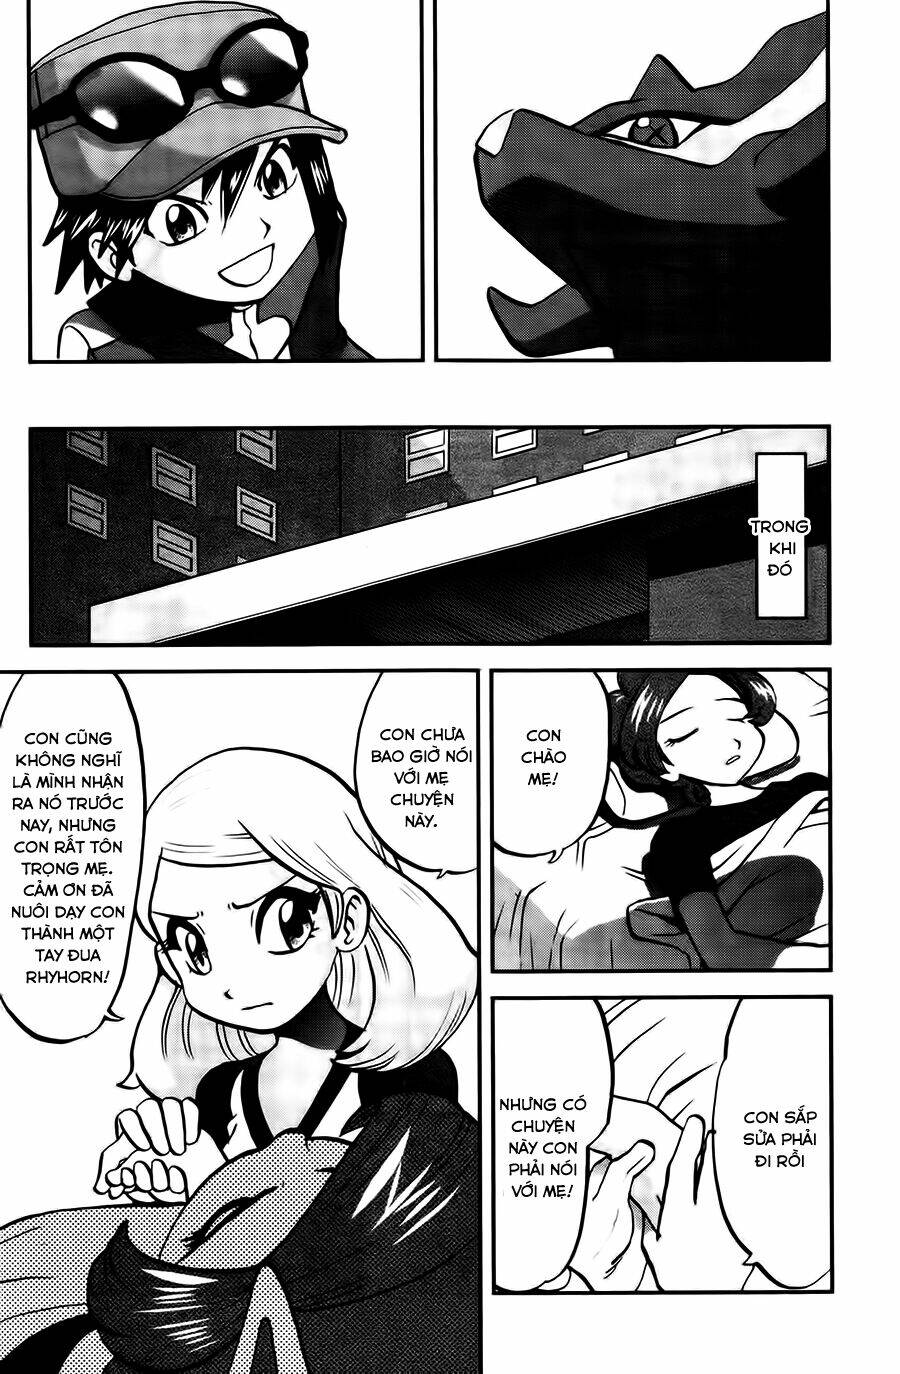 TRONG
KHI
ĐÓ
CON
CHÀO
MẸ!
CON SẮP
SỬA PHẢI
ĐI RỒI
NHƯNG CÓ
CHUYỆN
NÀY CON
PHẢI NÓI
VỚI MẸ!
CON CHƯA
BAO GIỜ NÓI
VỚI MẸ
CHUYỆN
NÀY.
CON CŨNG
KHÔNG NGHĨ
LÀ MÌNH NHẬN
RA NÓ TRƯỚC
NAY, NHƯNG
CON RẤT TÔN
TRỌNG MẸ.
CẢM ƠN ĐÃ
NUÔI DẠY CON
THÀNH MỘT
TAY ĐUA
RHYHORN!